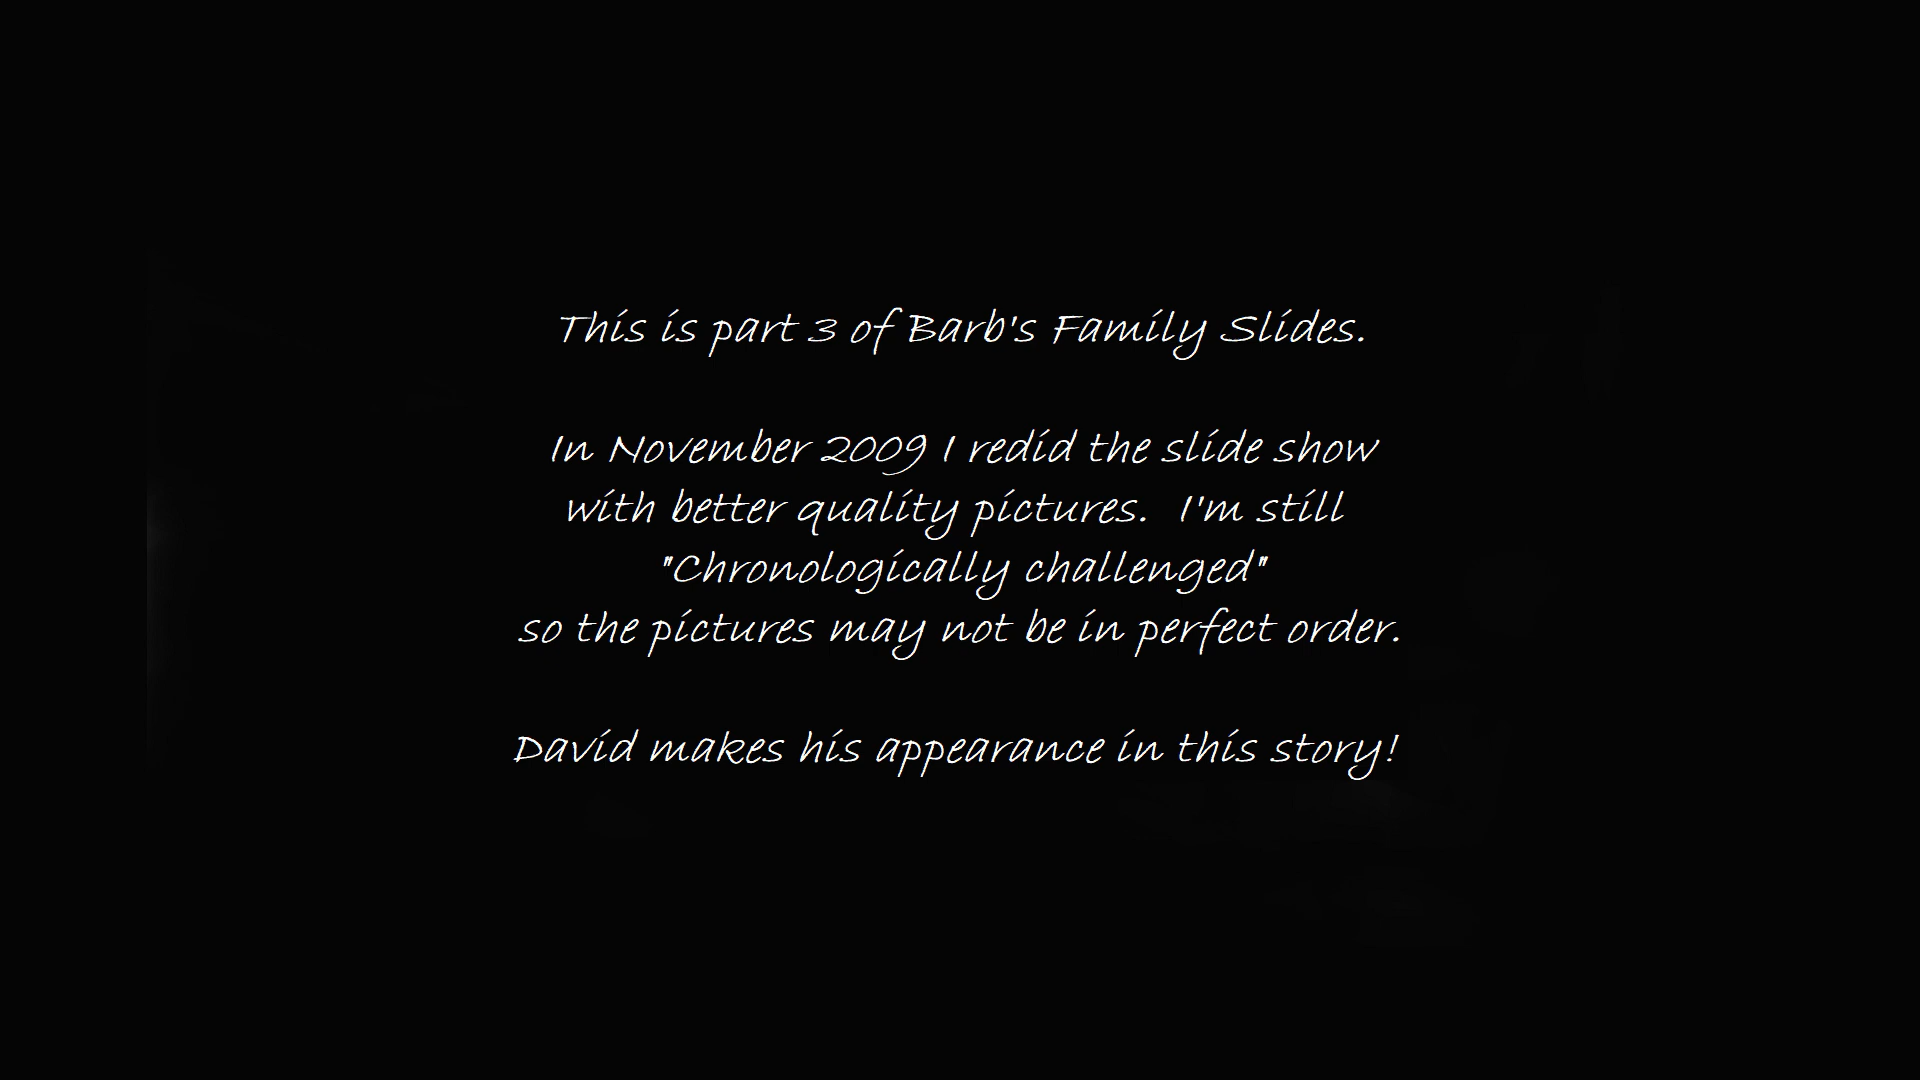 This is part 3 of Barb's Family Slides.
In November 2009 I redid the slide show
with better quality pictures.  I'm still
"Chronologically challenged"
so the pictures may not be in perfect order.
David makes his appearance in this story!